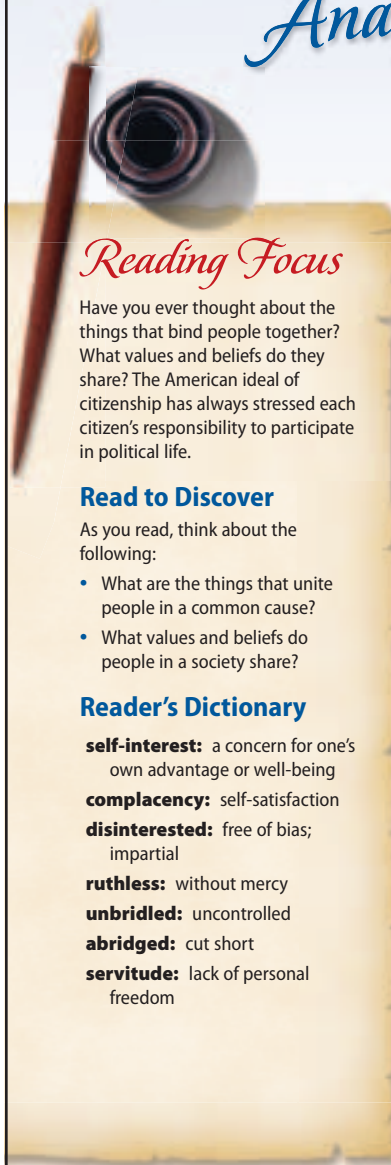 Reading Focus
Have you ever thought about the
things that bind people together?
What values and beliefs do they
share? The American ideal of
citizenship has always stressed each
citizen's responsibility to participate
in political life.
Read to Discover
As you read, think about the
following:
• What are the things that unite
people in a common cause?
• What values and beliefs do
people in a society share?
Reader's Dictionary
self-interest: a concern for one's
own advantage or well-being
complacency: self-satisfaction
disinterested: free of bias;
impartial
ruthless: without mercy
unbridled: uncontrolled
abridged: cut short
servitude: lack of personal
freedom